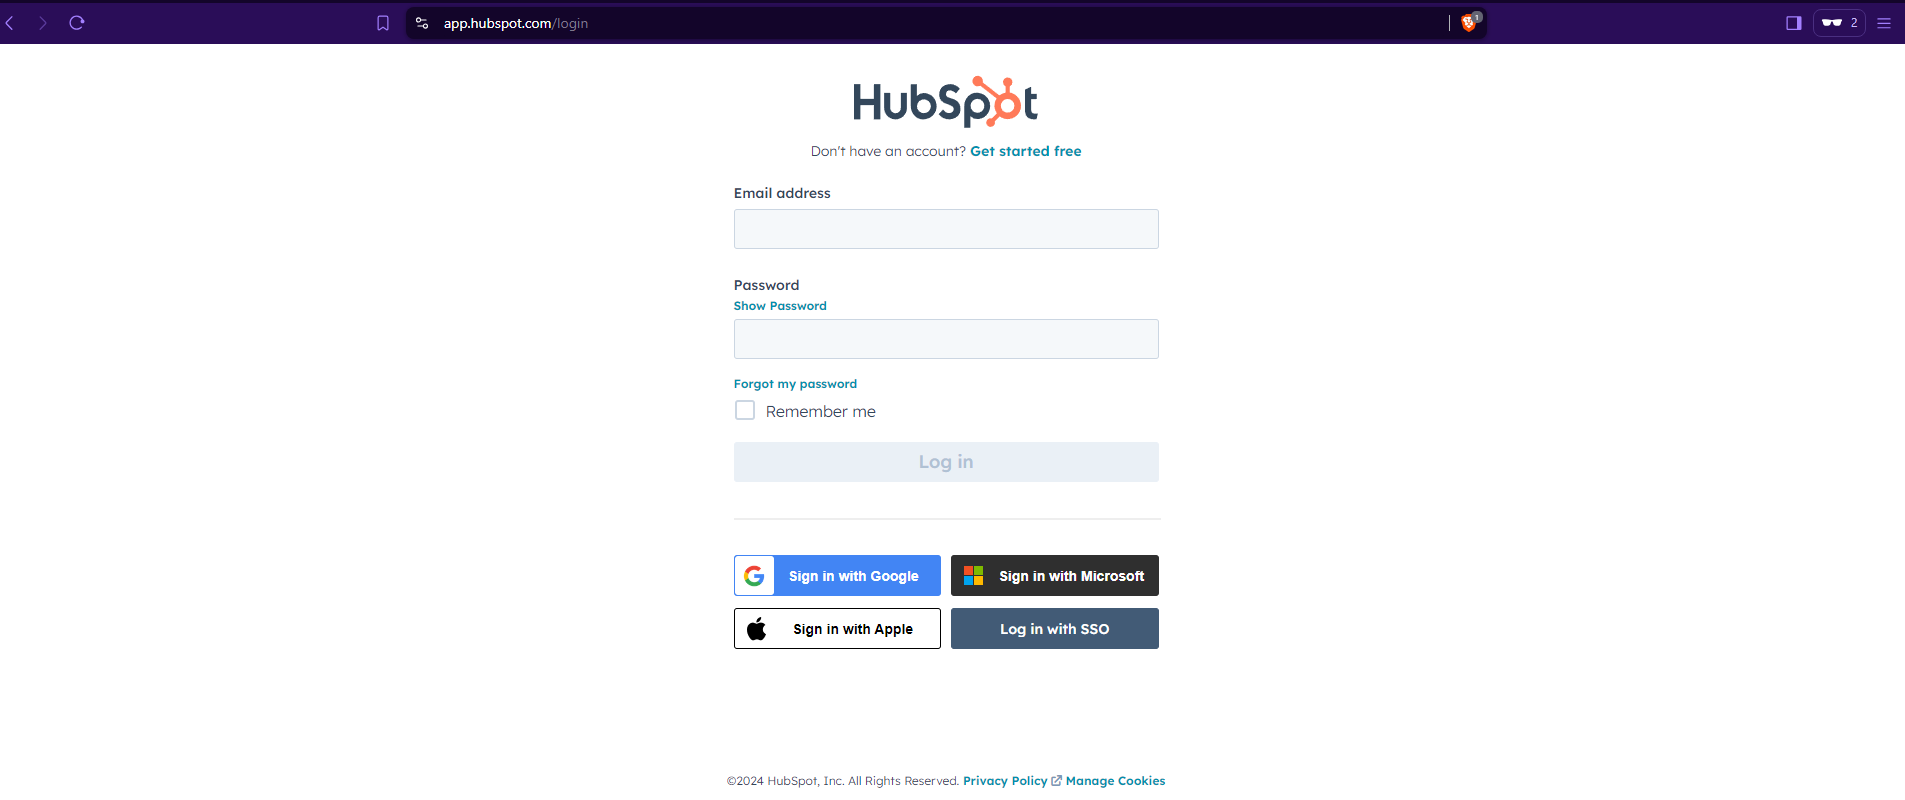 app.hubspot.com/login
1
2
HubSpot
Don't have an account? Get started free
Email address
Password
Show Password
Forgot my password
Remember me
Log in
Sign in with Google
Sign in with Microsoft
Sign in with Apple
Log in with SSO
©2024 HubSpot, Inc. All Rights Reserved. Privacy Policy Manage Cookies